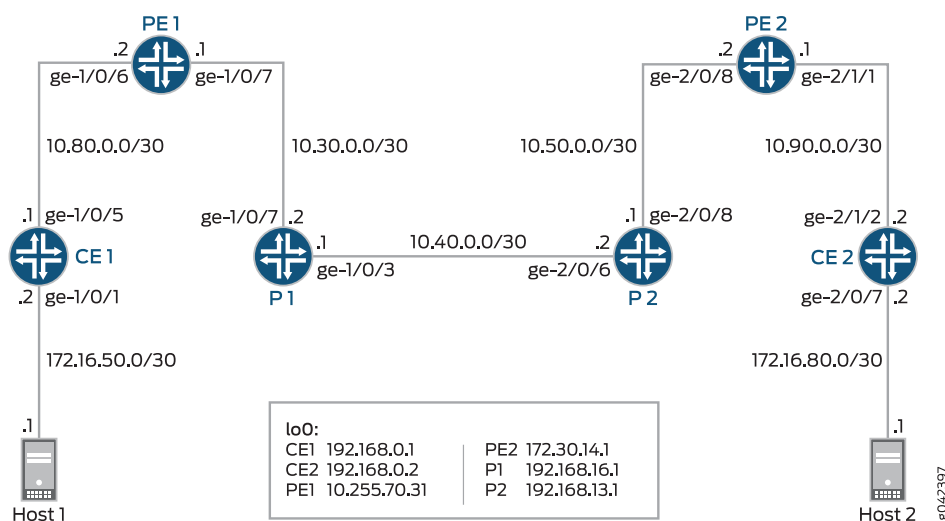 PE 1
PE 2
.2 .1
ge-1/0/6 ge-1/0/7
.2 .1
ge-2/0/8 ge-2/1/1
10.80.0.0/30
10.30.0.0/30
10.50.0.0/30
10.90.0.0/30
.1 ge-1/0/5
ge-1/0/7 .2
.1 ge-2/0/8
ge-2/1/2 .2
CE 1
.1
ge-1/0/3
10.40.0.0/30
.2
ge-2/0/6
CE 2
P 1
P 2
.2 ge-1/0/1
ge-2/0/7 .2
172.16.50.0/30
172.16.80.0/30
.1
.1
lo0:
CE1 192.168.0.1
CE2 192.168.0.2
PE1 10.255.70.31
PE2 172.30.14.1
P1 192.168.16.1
P2 192.168.13.1
Host 1
Host 2
g042397